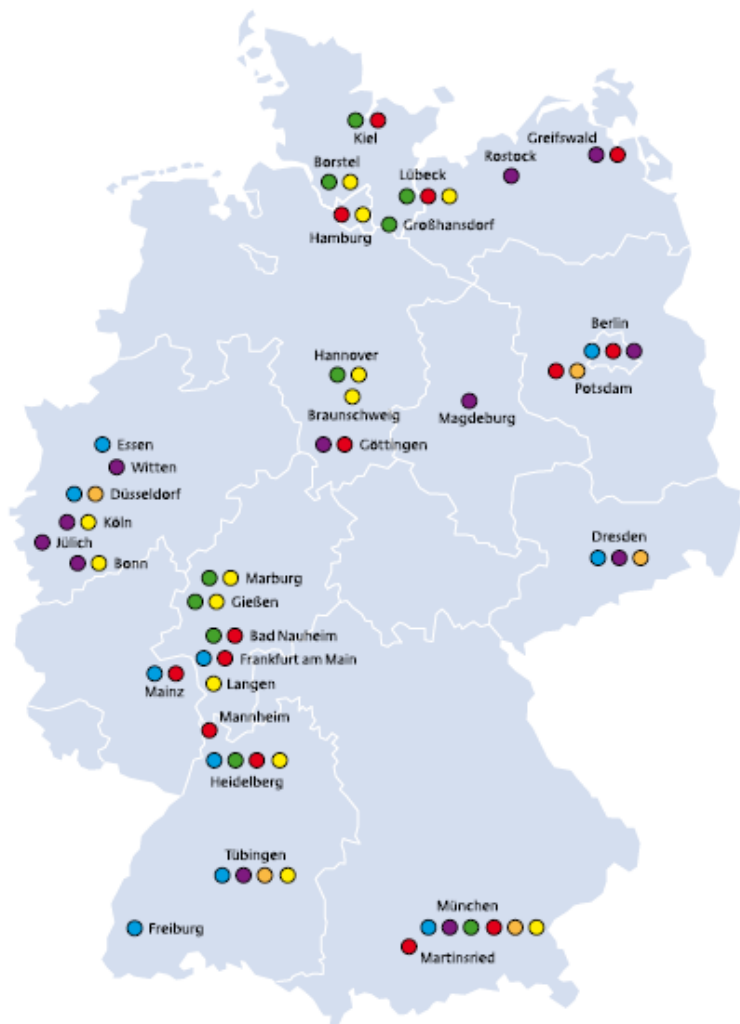 Kiel
Greifswald
Rostock
Borstel
Lübeck
Großhansdorf
Hamburg
Berlin
Hannover
Potsdam
Braunschweig
Magdeburg
Essen
Göttingen
Witten
Düsseldorf
Köln
Jülich
Dresden
Bonn
Marburg
Gießen
Bad Nauheim
Frankfurt am Main
Langen
Mainz
Mannheim
Heidelberg
Tübingen
München
Freiburg
Martinsried